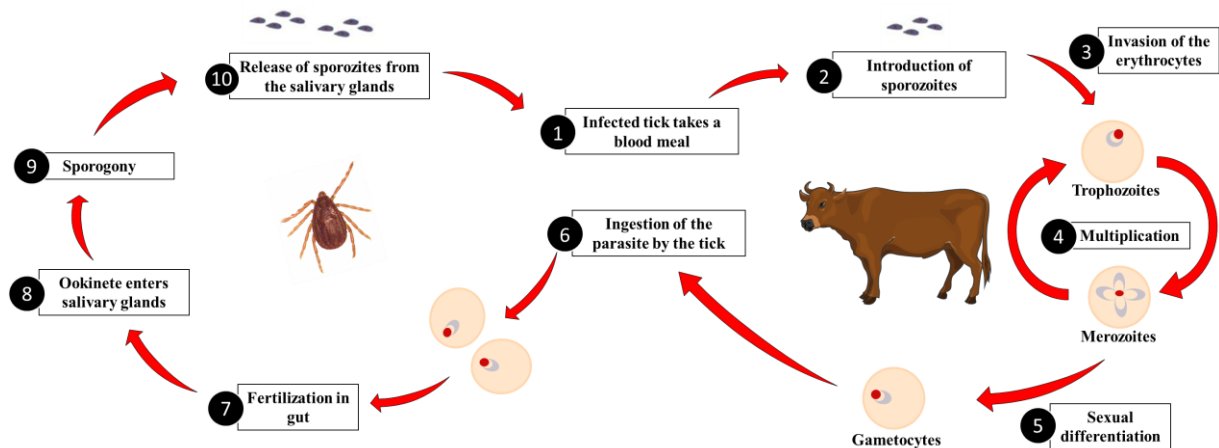 1
Infected tick takes a
blood meal
2
Introduction of
sporozoites
3
Invasion of the
erythrocytes
Trophozoites
4
Multiplication
Merozoites
5
Sexual
differentiation
Gametocytes
6
Ingestion of the
parasite by the tick
7
Fertilization in
gut
8
Ookinete enters
salivary glands
9
Sporogony
10
Release of sporozites from
the salivary glands